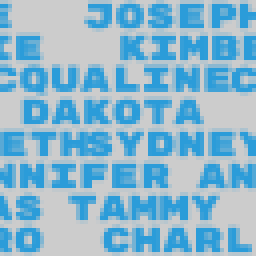 E JOSEPH
IE KIMBE
CQUALINEC
DAKOTA
ETHSYDNEY
NNIFER AN
AS TAMMY
RO CHARL